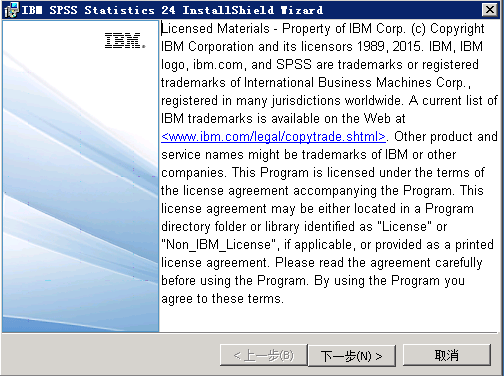 IBM SPSS Statistics 24 InstallShield Wizard
IBM.
Licensed Materials - Property of IBM Corp. (c) Copyright
IBM Corporation and its licensors 1989, 2015. IBM, IBM
logo, ibm.com, and SPSS are trademarks or registered
trademarks of International Business Machines Corp.,
registered in many jurisdictions worldwide. A current list of
IBM trademarks is available on the Web at
<www.ibm.com/legal/copytrade.shtml>. Other product and
service names might be trademarks of IBM or other
companies. This Program is licensed under the terms of
the license agreement accompanying the Program. This
license agreement may be either located in a Program
directory folder or library identified as "License" or
"Non_IBM_License", if applicable, or provided as a printed
license agreement. Please read the agreement carefully
before using the Program. By using the Program you
agree to these terms.
< 上一步(B) 下一步(N) > 取消